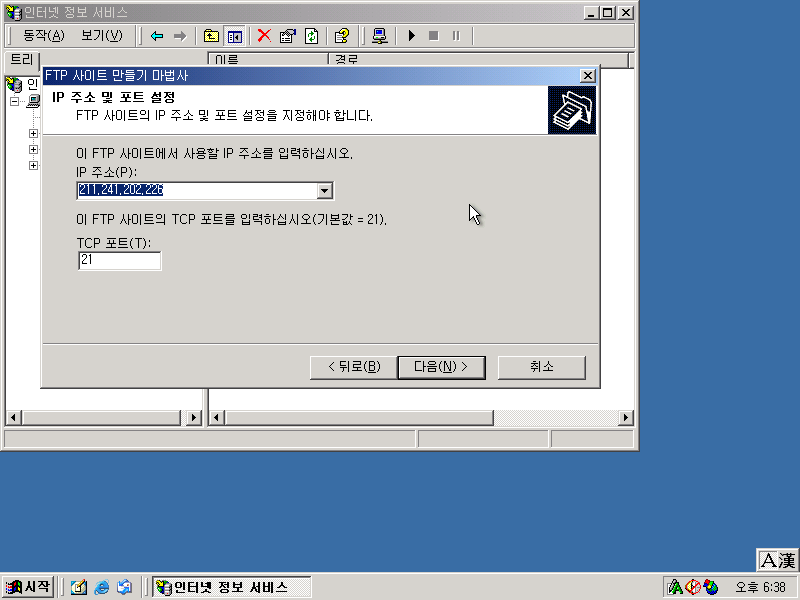 인터넷 정보 서비스
동작(A) 보기(V)
트리
이름 경로
인
FTP 사이트 만들기 마법사
IP 주소 및 포트 설정
FTP 사이트의 IP 주소 및 포트 설정을 지정해야 합니다.
이 FTP 사이트에서 사용할 IP 주소를 입력하십시오.
IP 주소(P):
211.241.202.226
이 FTP 사이트의 TCP 포트를 입력하십시오(기본값 = 21).
TCP 포트(T):
21
< 뒤로(B) 다음(N) > 취소
A漢
시작 인터넷 정보 서비스 오후 6:38